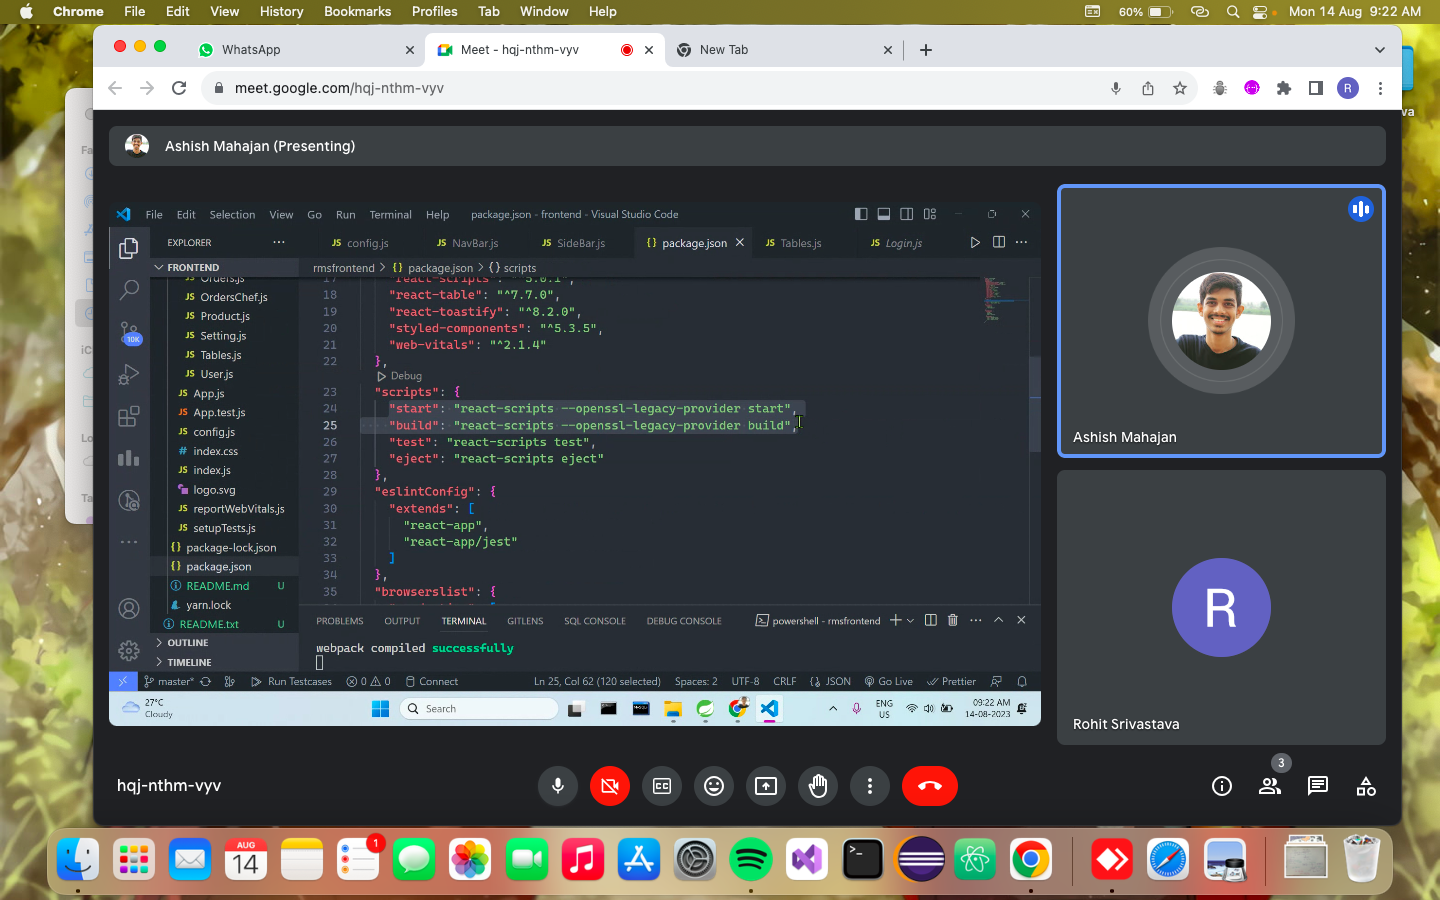 Chrome File Edit View History Bookmarks Profiles Tab Window Help 60% Mon 14 Aug 9:22 AM
WhatsApp Meet - hqj-nthm-vyv New Tab
meet.google.com/hqj-nthm-vyv R
Ashish Mahajan (Presenting)
File Edit Selection View Go Run Terminal Help package.json - frontend - Visual Studio Code
EXPLORER
config.js NavBar.js SideBar.js package.json Tables.js Login.js
FRONTEND
rmsfrontend > package.json > scripts
Orders.js
OrdersChef.js
Product.js
Setting.js
Tables.js
User.js
App.js
App.test.js
config.js
index.css
index.js
logo.svg
reportWebVitals.js
setupTests.js
package-lock.json
package.json
README.md U
yarn.lock
README.txt U
OUTLINE
TIMELINE
10K
17 "react-scripts": "5.0.1",
18 "react-table": "^7.7.0",
19 "react-toastify": "^8.2.0",
20 "styled-components": "^5.3.5",
21 "web-vitals": "^2.1.4"
22 },
Debug
23 "scripts": {
24 "start": "react-scripts --openssl-legacy-provider start",
25 "build": "react-scripts --openssl-legacy-provider build",
26 "test": "react-scripts test",
27 "eject": "react-scripts eject"
28 },
29 "eslintConfig": {
30 "extends": [
31 "react-app",
32 "react-app/jest"
33 ]
34 },
35 "browserslist": {
PROBLEMS OUTPUT TERMINAL GITLENS SQL CONSOLE DEBUG CONSOLE powershell - rmsfrontend
webpack compiled successfully
master* Run Testcases 0 0 Connect Ln 25, Col 62 (120 selected) Spaces: 2 UTF-8 CRLF JSON Go Live Prettier
27°C
Cloudy
Search
ENG
US
09:22 AM
14-08-2023
Ashish Mahajan
R
Rohit Srivastava
hqj-nthm-vyv
3
AUG
14
1
Fa
iC
Lo
Ta
va